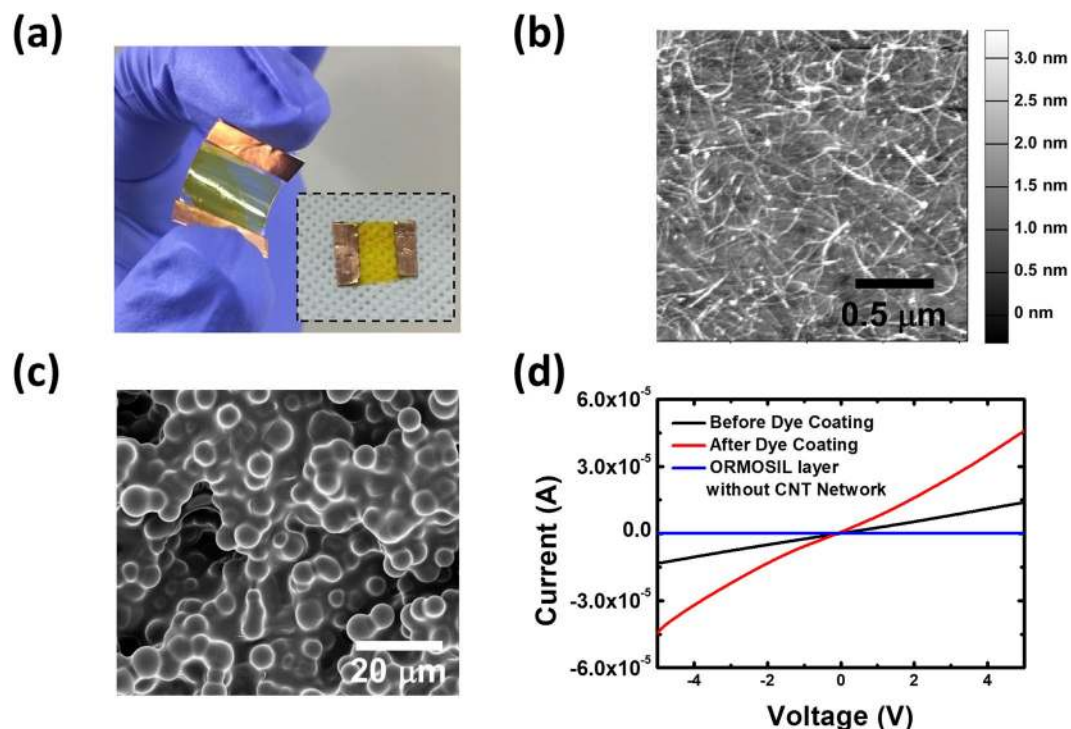 (a)
(b)
3.0 nm
2.5 nm
2.0 nm
1.5 nm
1.0 nm
0.5 nm
0 nm
0.5 μm
(c)
20 μm
(d)
6.0x10⁻⁵
3.0x10⁻⁵
0.0
-3.0x10⁻⁵
-6.0x10⁻⁵
Current (A)
Before Dye Coating
After Dye Coating
ORMOSIL layer
without CNT Network
-4
-2
0
2
4
Voltage (V)